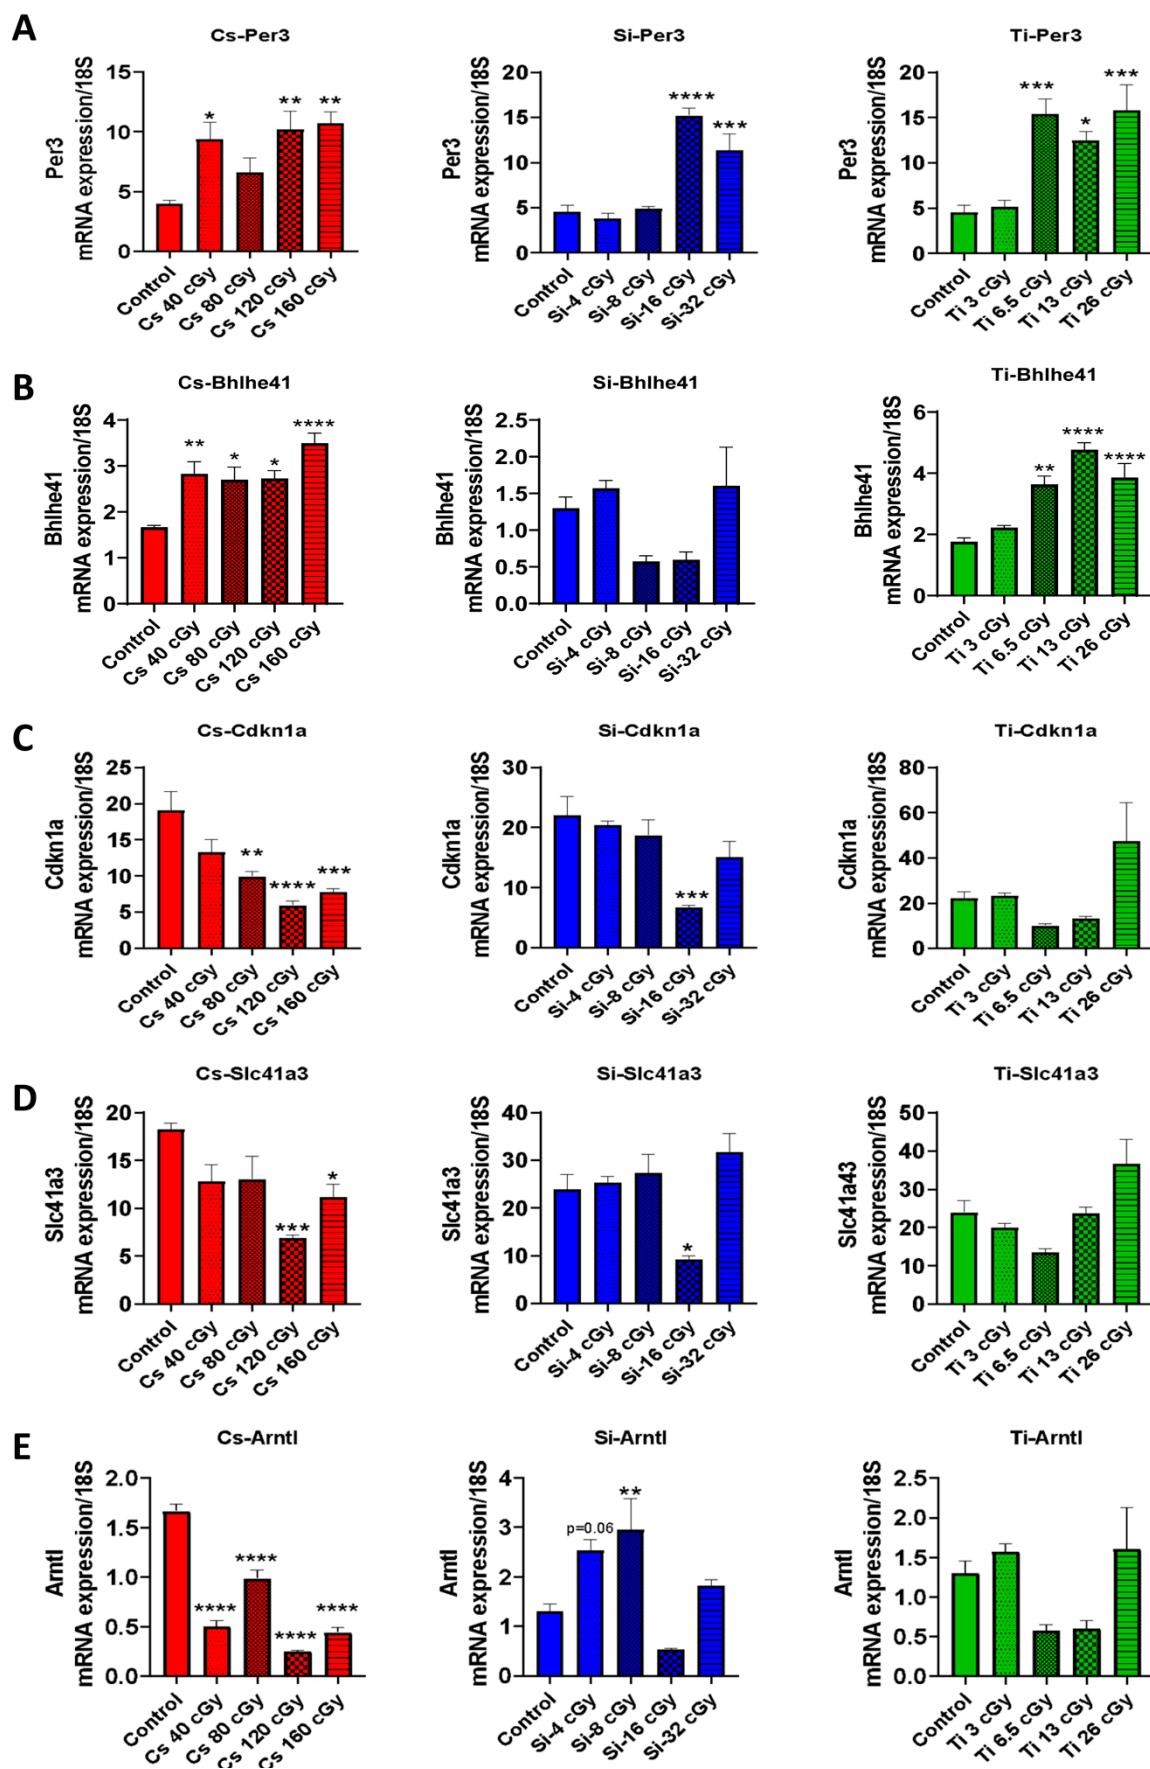 A
Cs-Per3
Si-Per3
Ti-Per3
Per3
mRNA expression/18S
15
10
5
0
*
**
**
Control
Cs 40 cGy
Cs 80 cGy
Cs 120 cGy
Cs 160 cGy
Per3
mRNA expression/18S
20
15
10
5
0
****
***
Control
Si-4 cGy
Si-8 cGy
Si-16 cGy
Si-32 cGy
Per3
mRNA expression/18S
20
15
10
5
0
***
*
***
Control
Ti 3 cGy
Ti 6.5 cGy
Ti 13 cGy
Ti 26 cGy
B
Cs-Bhlhe41
Si-Bhlhe41
Ti-Bhlhe41
Bhlhe41
mRNA expression/18S
4
3
2
1
0
**
*
*
****
Control
Cs 40 cGy
Cs 80 cGy
Cs 120 cGy
Cs 160 cGy
Bhlhe41
mRNA expression/18S
2.5
2.0
1.5
1.0
0.5
0.0
Control
Si-4 cGy
Si-8 cGy
Si-16 cGy
Si-32 cGy
Bhlhe41
mRNA expression/18S
6
4
2
0
**
****
****
Control
Ti 3 cGy
Ti 6.5 cGy
Ti 13 cGy
Ti 26 cGy
C
Cs-Cdkn1a
Si-Cdkn1a
Ti-Cdkn1a
Cdkn1a
mRNA expression/18S
25
20
15
10
5
0
**
****
***
Control
Cs 40 cGy
Cs 80 cGy
Cs 120 cGy
Cs 160 cGy
Cdkn1a
mRNA expression/18S
30
20
10
0
***
Control
Si-4 cGy
Si-8 cGy
Si-16 cGy
Si-32 cGy
Cdkn1a
mRNA expression/18S
80
60
40
20
0
Control
Ti 3 cGy
Ti 6.5 cGy
Ti 13 cGy
Ti 26 cGy
D
Cs-Slc41a3
Si-Slc41a3
Ti-Slc41a3
Slc41a3
mRNA expression/18S
20
15
10
5
0
***
*
Control
Cs 40 cGy
Cs 80 cGy
Cs 120 cGy
Cs 160 cGy
Slc41a3
mRNA expression/18S
40
30
20
10
0
*
Control
Si-4 cGy
Si-8 cGy
Si-16 cGy
Si-32 cGy
Slc41a43
mRNA expression/18S
50
40
30
20
10
0
Control
Ti 3 cGy
Ti 6.5 cGy
Ti 13 cGy
Ti 26 cGy
E
Cs-Arntl
Si-Arntl
Ti-Arntl
Arntl
mRNA expression/18S
2.0
1.5
1.0
0.5
0.0
****
****
****
****
Control
Cs 40 cGy
Cs 80 cGy
Cs 120 cGy
Cs 160 cGy
Arntl
mRNA expression/18S
4
3
2
1
0
p=0.06
**
Control
Si-4 cGy
Si-8 cGy
Si-16 cGy
Si-32 cGy
Arntl
mRNA expression/18S
2.5
2.0
1.5
1.0
0.5
0.0
Control
Ti 3 cGy
Ti 6.5 cGy
Ti 13 cGy
Ti 26 cGy